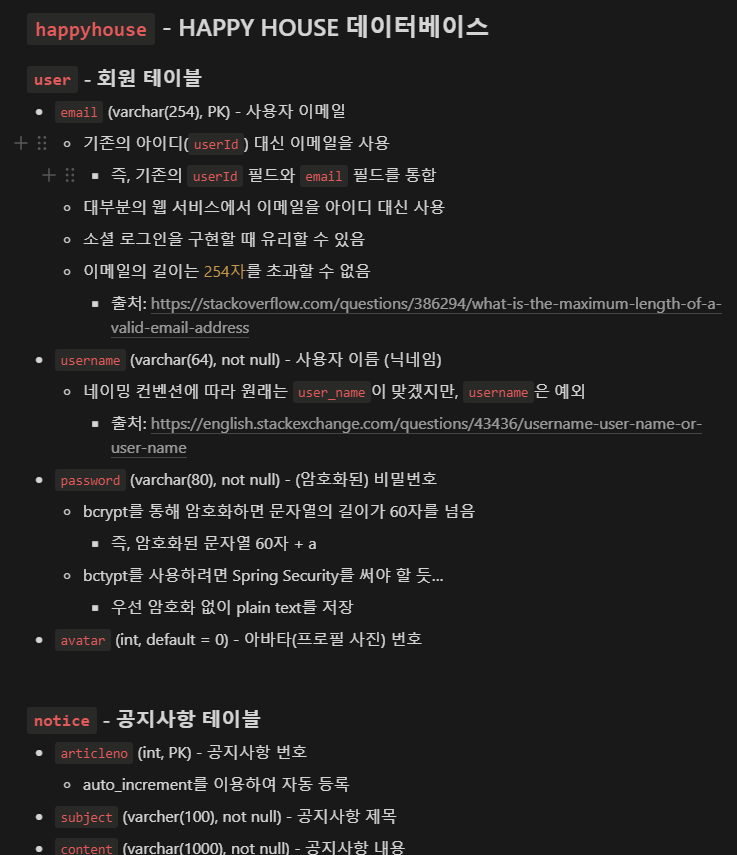 happyhouse - HAPPY HOUSE 데이터베이스
user - 회원 테이블
email (varchar(254), PK) - 사용자 이메일
기존의 아이디(userId) 대신 이메일을 사용
즉, 기존의 userId 필드와 email 필드를 통합
대부분의 웹 서비스에서 이메일을 아이디 대신 사용
소셜 로그인을 구현할 때 유리할 수 있음
이메일의 길이는 254자를 초과할 수 없음
출처: https://stackoverflow.com/questions/386294/what-is-the-maximum-length-of-a-
valid-email-address
username (varchar(64), not null) - 사용자 이름 (닉네임)
네이밍 컨벤션에 따라 원래는 user_name이 맞겠지만, username은 예외
출처: https://english.stackexchange.com/questions/43436/username-user-name-or-
user-name
password (varchar(80), not null) - (암호화된) 비밀번호
bcrypt를 통해 암호화하면 문자열의 길이가 60자를 넘음
즉, 암호화된 문자열 60자 + a
bctypt를 사용하려면 Spring Security를 써야 할 듯...
우선 암호화 없이 plain text를 저장
avatar (int, default = 0) - 아바타(프로필 사진) 번호
notice - 공지사항 테이블
articleno (int, PK) - 공지사항 번호
auto_increment를 이용하여 자동 등록
subject (varcher(100), not null) - 공지사항 제목
content (varchar(1000), not null) - 공지사항 내용